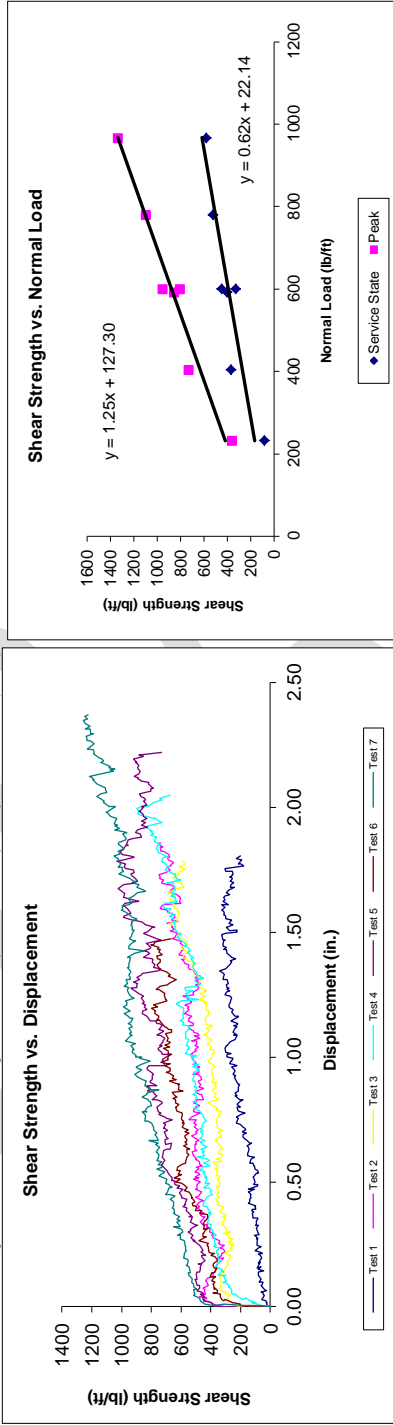 Shear Strength vs. Displacement
Shear Strength (lb/ft)
1400
1200
1000
800
600
400
200
0
0.00 0.50 1.00 1.50 2.00 2.50
Displacement (in.)
Test 1 Test 2 Test 3 Test 4 Test 5 Test 6 Test 7
Shear Strength vs. Normal Load
Shear Strength (lb/ft)
1600
1400
1200
1000
800
600
400
200
0
y = 1.25x + 127.30
y = 0.62x + 22.14
0 200 400 600 800 1000 1200
Normal Load (lb/ft)
Service State Peak